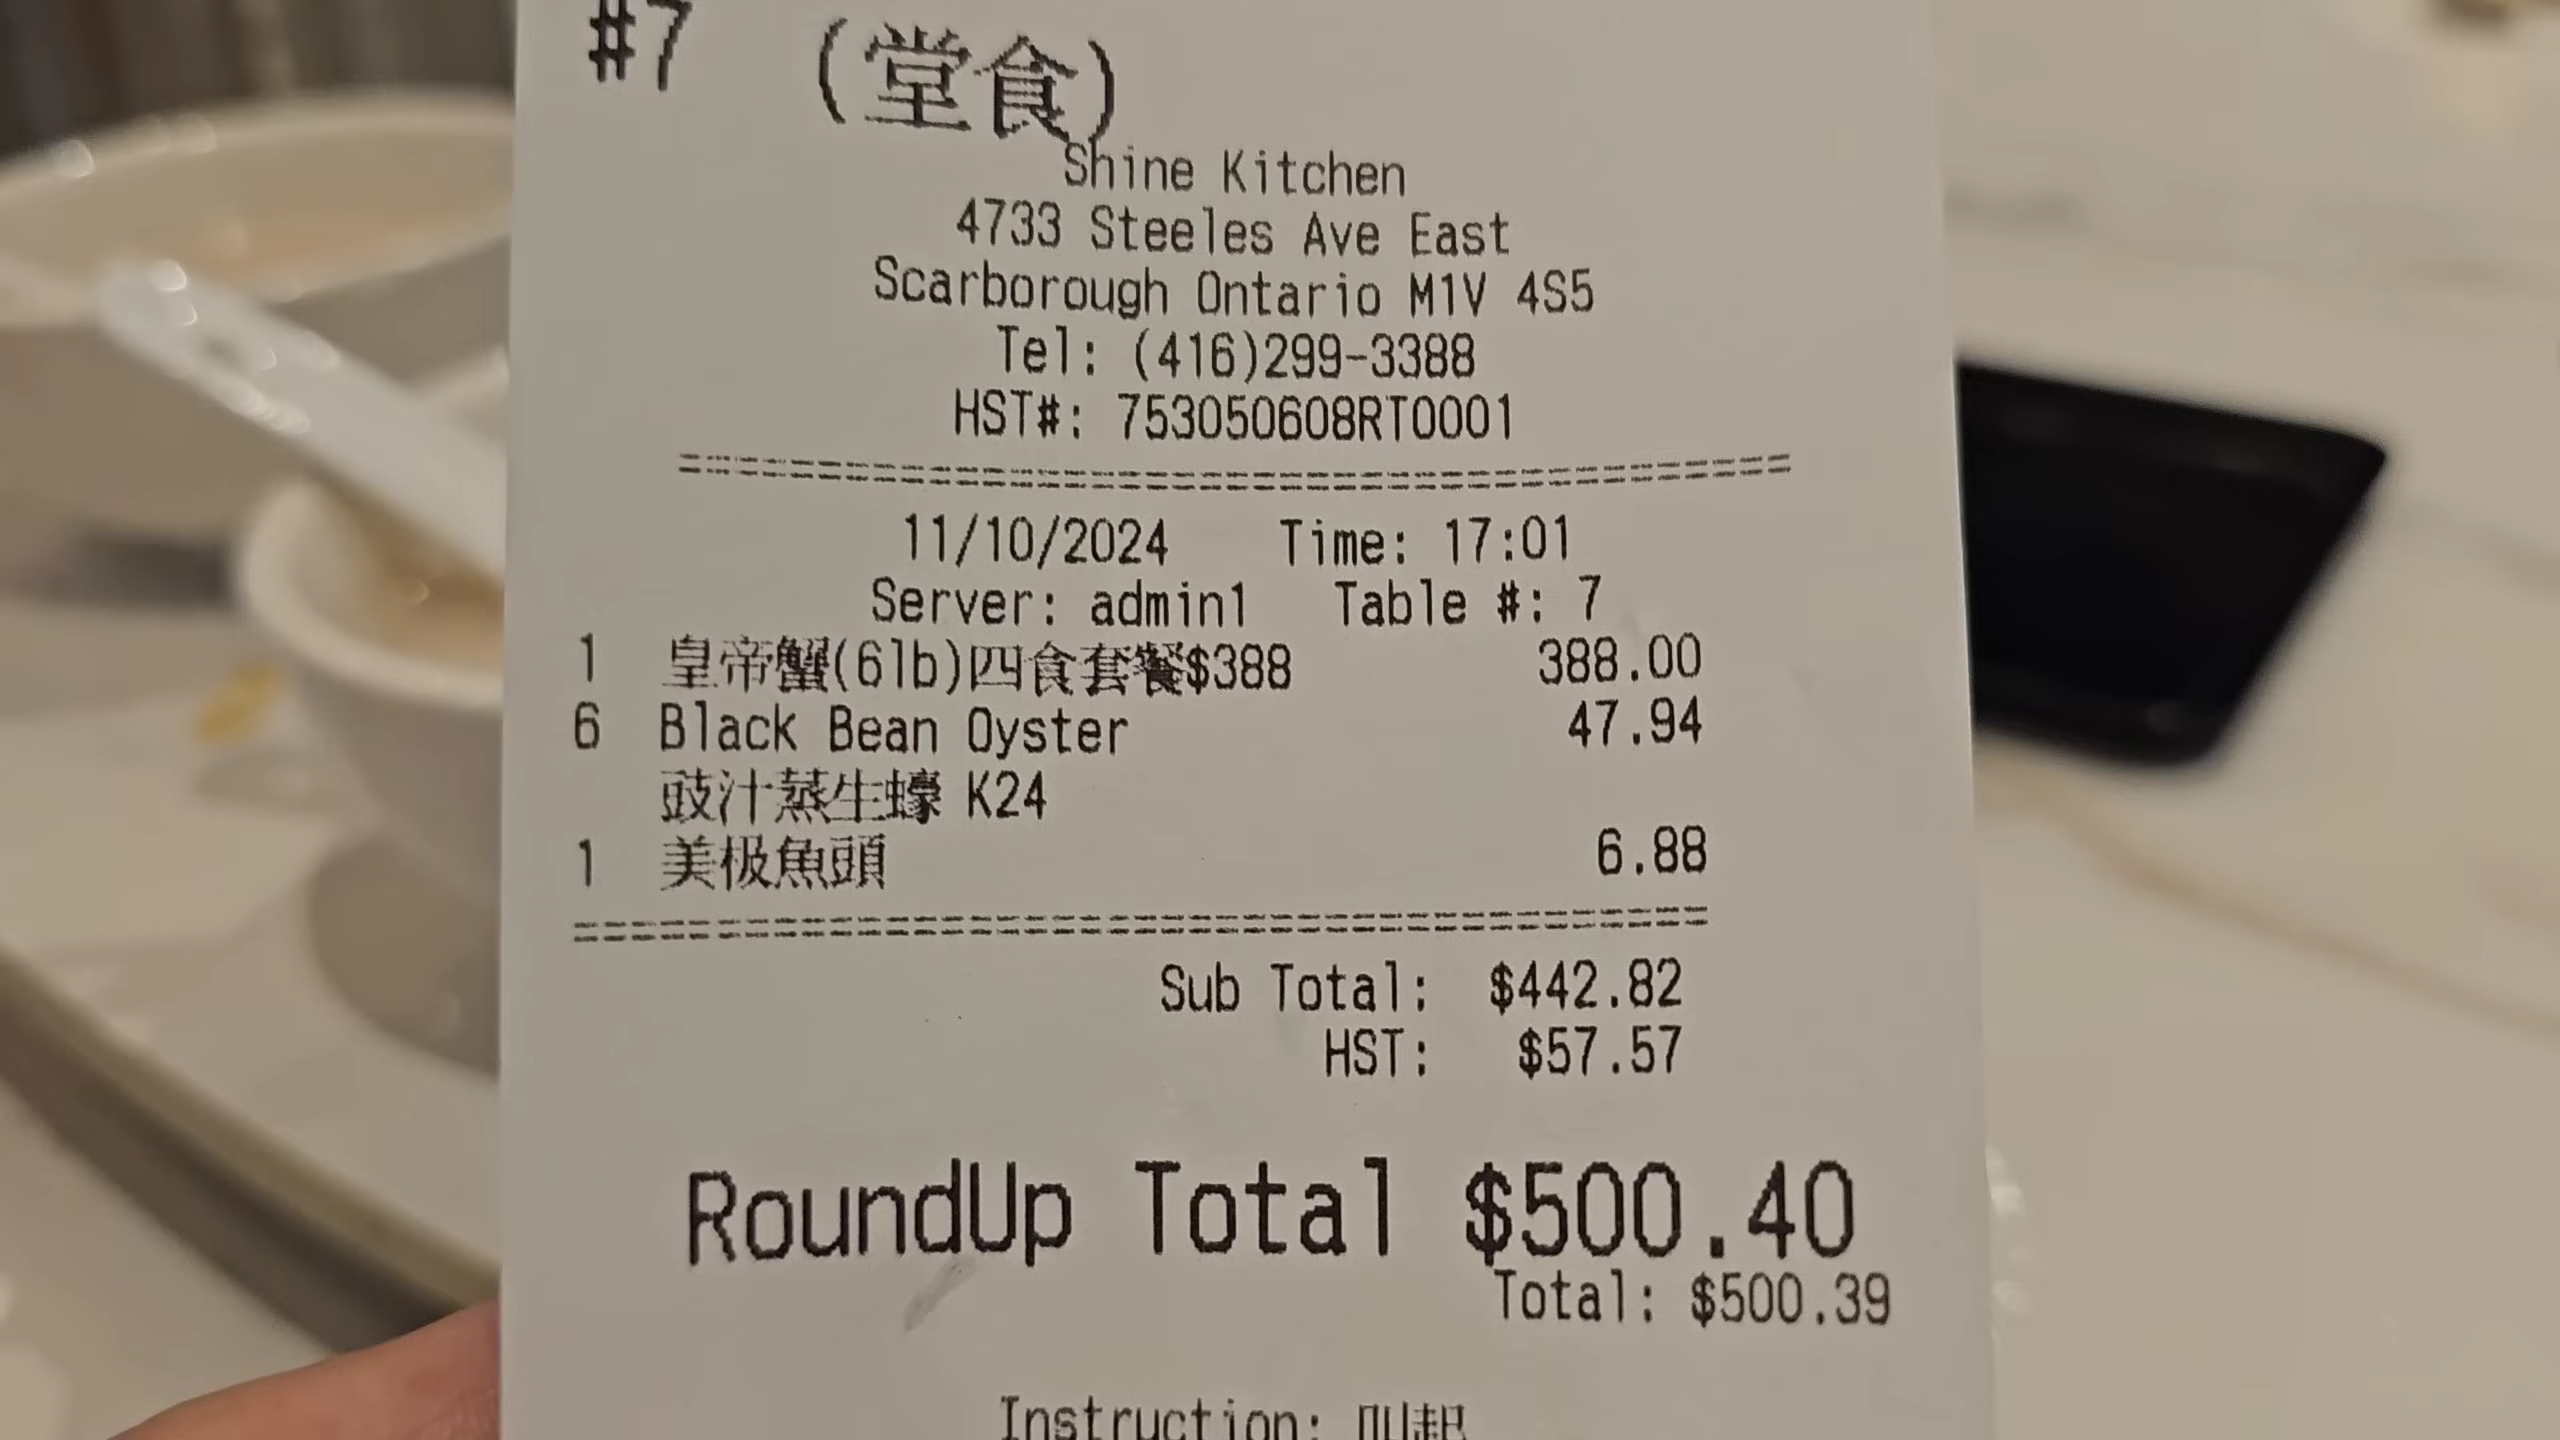 #7 (堂食)
Shine Kitchen
4733 Steeles Ave East
Scarborough Ontario M1V 4S5
Tel: (416)299-3388
HST#: 753050608RT0001
11/10/2024 Time: 17:01
Server: admin1 Table #: 7
1 皇帝蟹(6lb)四食套餐$388 388.00
6 Black Bean Oyster 47.94
豉汁蒸生蠔 K24
1 美极魚頭 6.88
Sub Total: $442.82
HST: $57.57
RoundUp Total $500.40
Total: $500.39
Instruction: 叫起